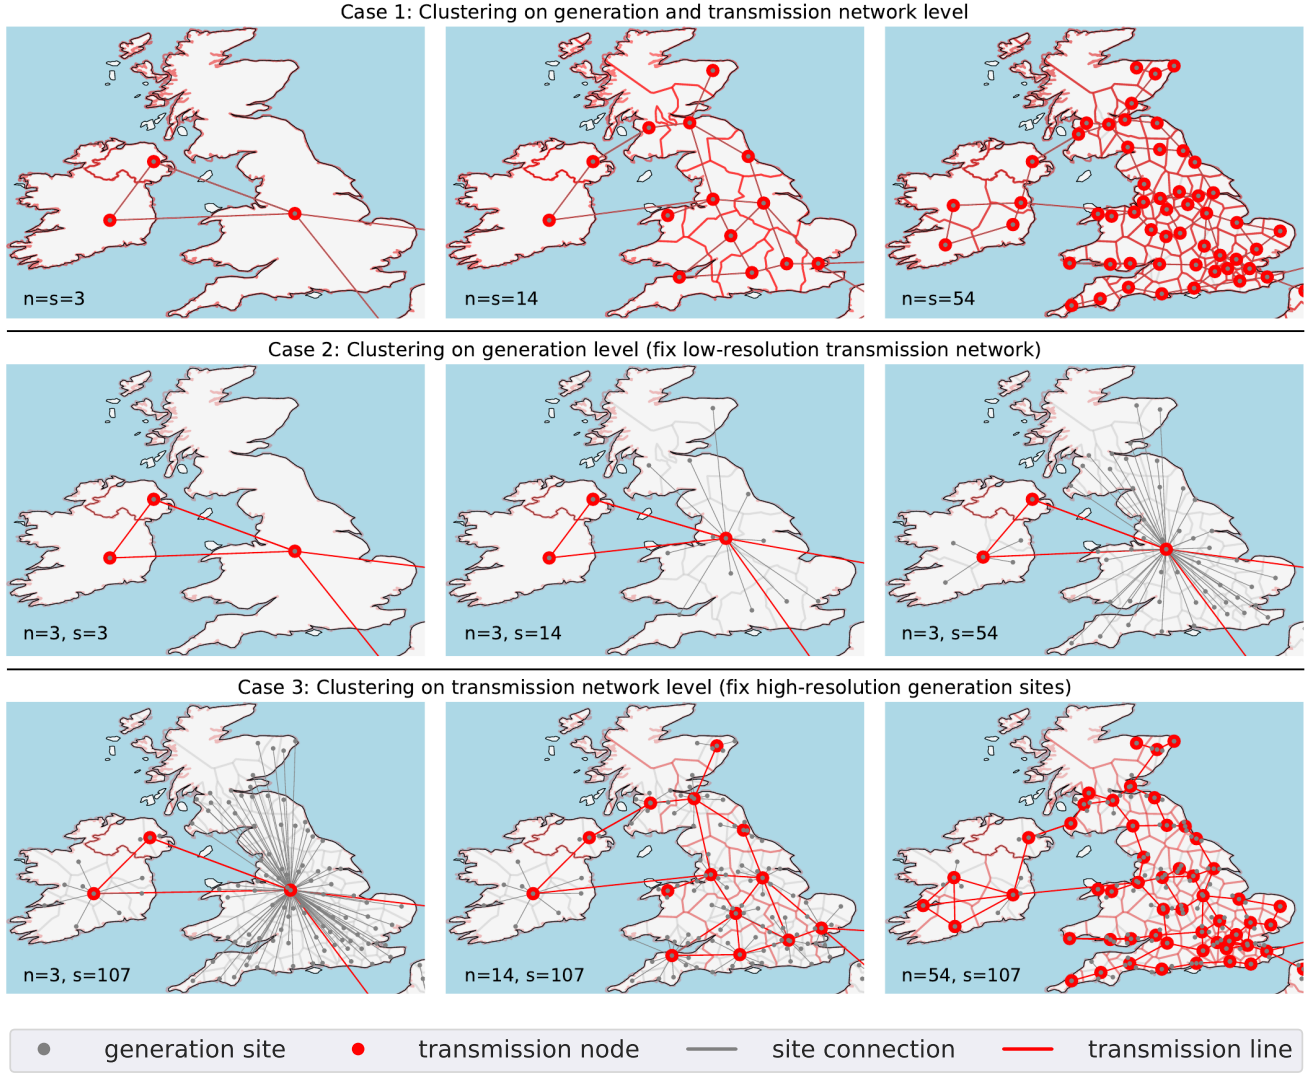 Case 1: Clustering on generation and transmission network level
n=s=3
n=s=14
n=s=54
Case 2: Clustering on generation level (fix low-resolution transmission network)
n=3, s=3
n=3, s=14
n=3, s=54
Case 3: Clustering on transmission network level (fix high-resolution generation sites)
n=3, s=107
n=14, s=107
n=54, s=107
generation site
transmission node
site connection
transmission line